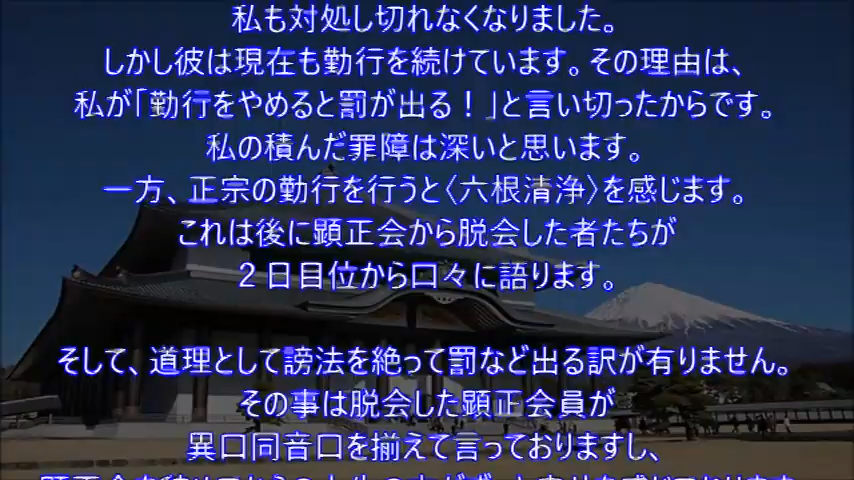 私も対処し切れなくなりました。
しかし彼は現在も勤行を続けています。その理由は、
私が「勤行をやめると罰が出る！」と言い切ったからです。
私の積んだ罪障は深いと思います。
一方、正宗の勤行を行うと〈六根清浄〉を感じます。
これは後に顕正会から脱会した者たちが
２日目位から口々に語ります。
そして、道理として謗法を絶って罰など出る訳が有りません。
その事は脱会した顕正会員が
異口同音口を揃えて言っておりますし、